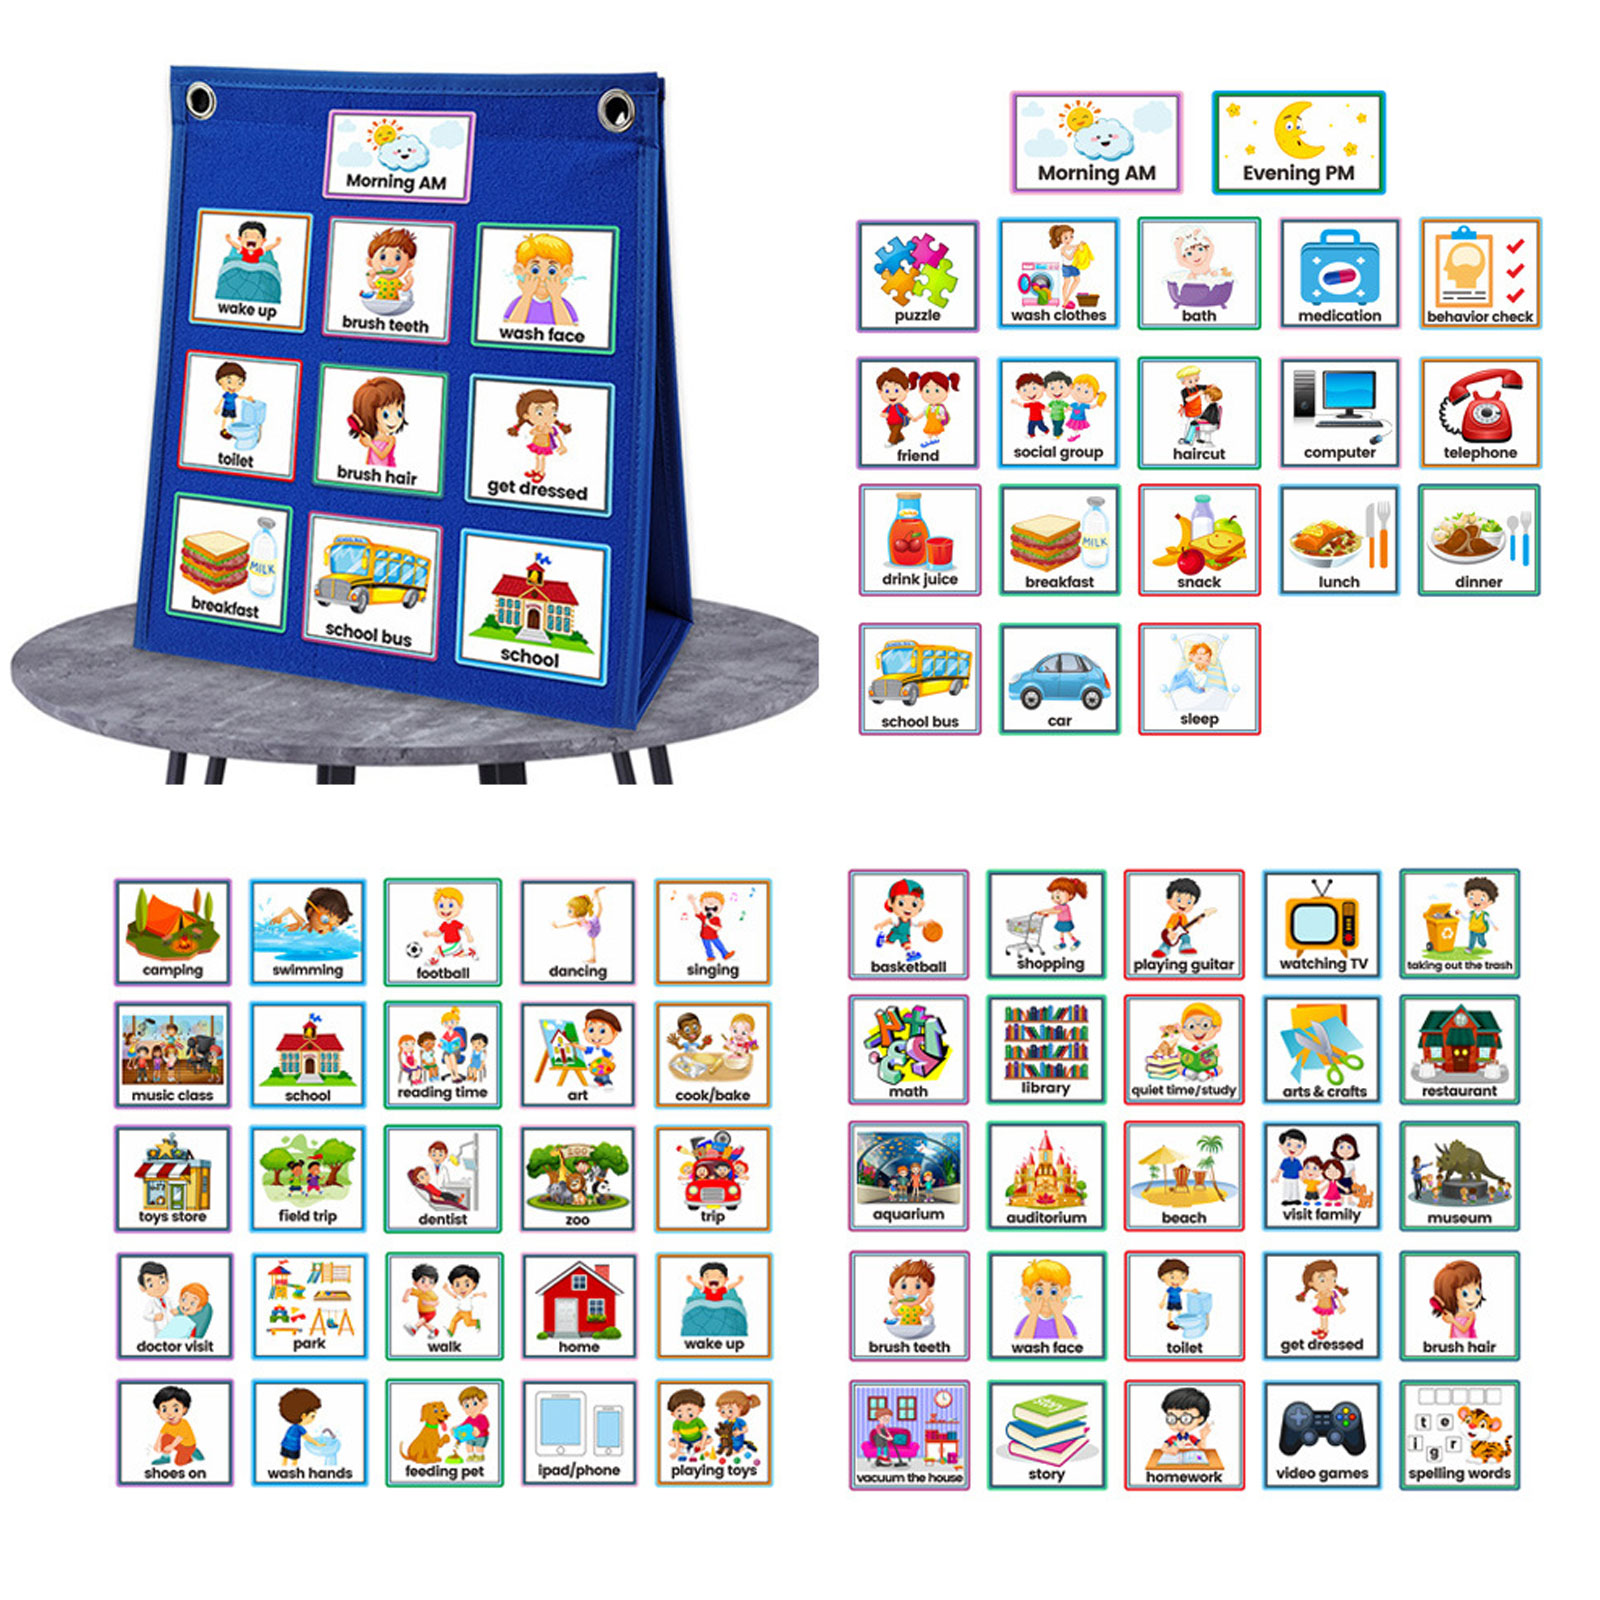 Morning AM
wake up
brush teeth
wash face
toilet
brush hair
get dressed
MILK
breakfast
school bus
school
Morning AM
Evening PM
puzzle
wash clothes
bath
medication
behavior check
friend
social group
haircut
computer
telephone
drink juice
MILK
breakfast
snack
lunch
dinner
school bus
car
sleep
camping
swimming
football
dancing
singing
music class
school
reading time
art
cook/bake
toys store
field trip
dentist
ZOO
zoo
trip
doctor visit
park
walk
home
wake up
shoes on
wash hands
feeding pet
ipad/phone
playing toys
basketball
shopping
playing guitar
watching TV
taking out the trash
math
library
quiet time/study
arts & crafts
restaurant
aquarium
auditorium
beach
visit family
museum
brush teeth
wash face
toilet
get dressed
brush hair
vacuum the house
story
story
homework
video games
t e
i g r
spelling words